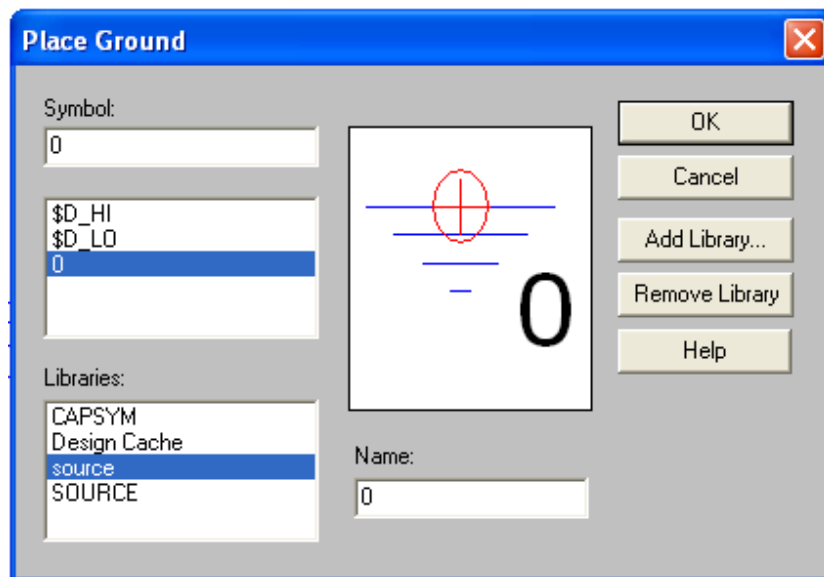 Place Ground
Symbol:
0
$D_HI
$D_LO
0
Libraries:
CAPSYM
Design Cache
source
SOURCE
0
Name:
0
OK
Cancel
Add Library...
Remove Library
Help